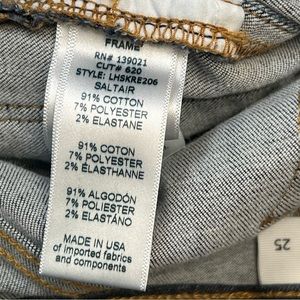 FRAME
RN# 139021
CUT# 620
STYLE: LHSKRE206
SALTAIR
91% COTTON
7% POLYESTER
2% ELASTANE
91% COTON
7% POLYESTER
2% ÉLASTHANNE
91% ALGODÓN
7% POLIESTER
2% ELASTANO
MADE IN USA
of imported fabrics
and components
25